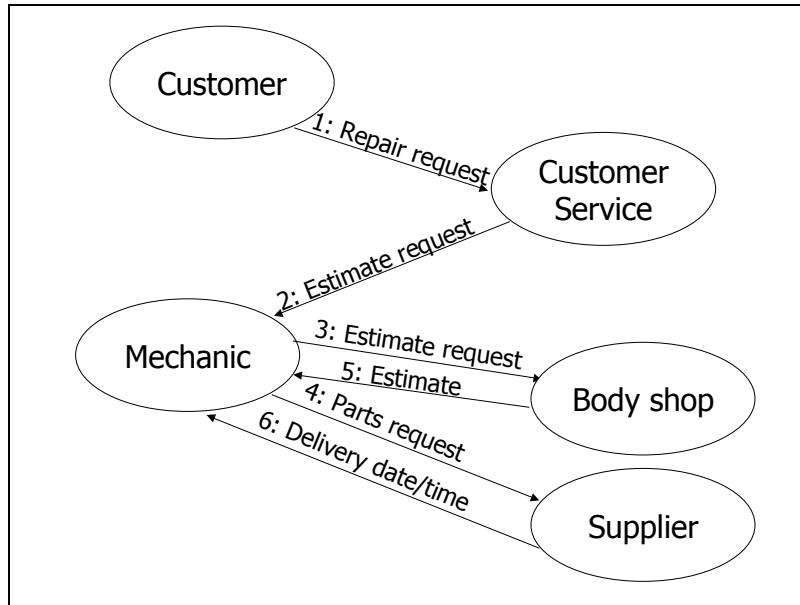 Customer
1: Repair request
Customer
Service
2: Estimate request
Mechanic
3: Estimate request
5: Estimate
Body shop
4: Parts request
6: Delivery date/time
Supplier